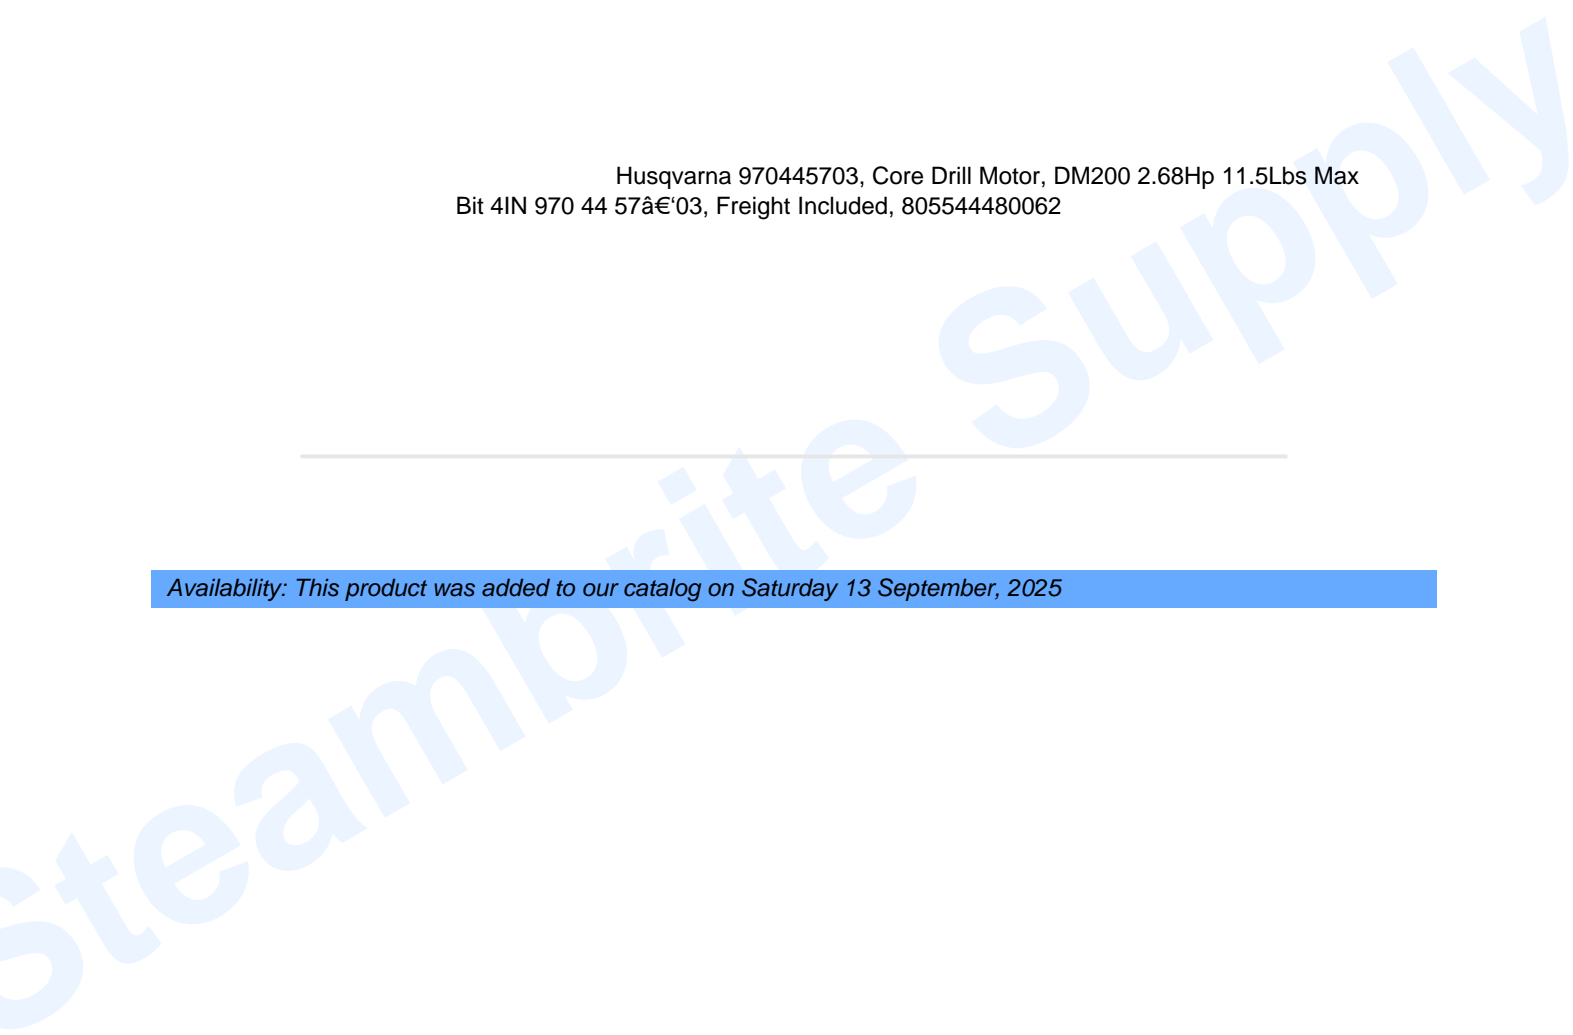 Husqvarna 970445703, Core Drill Motor, DM200 2.68Hp 11.5Lbs Max
Bit 4IN 970 44 57â€‘03, Freight Included, 805544480062
Availability: This product was added to our catalog on Saturday 13 September, 2025
Steambrite Supply